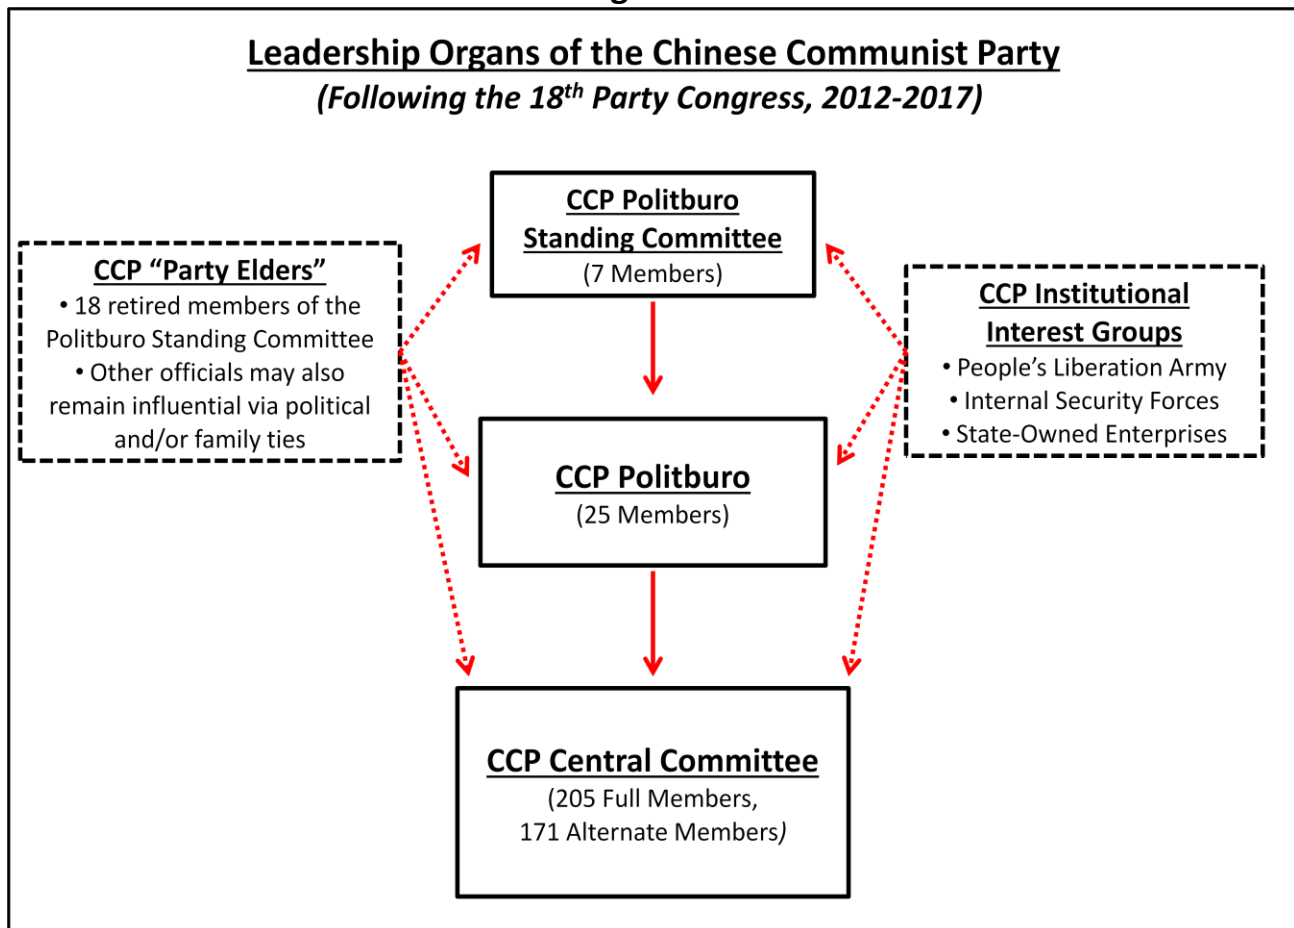 Leadership Organs of the Chinese Communist Party
(Following the 18th Party Congress, 2012-2017)
CCP Politburo
Standing Committee
(7 Members)
CCP “Party Elders”
• 18 retired members of the
Politburo Standing Committee
• Other officials may also
remain influential via political
and/or family ties
CCP Institutional
Interest Groups
• People’s Liberation Army
• Internal Security Forces
• State-Owned Enterprises
CCP Politburo
(25 Members)
CCP Central Committee
(205 Full Members,
171 Alternate Members)